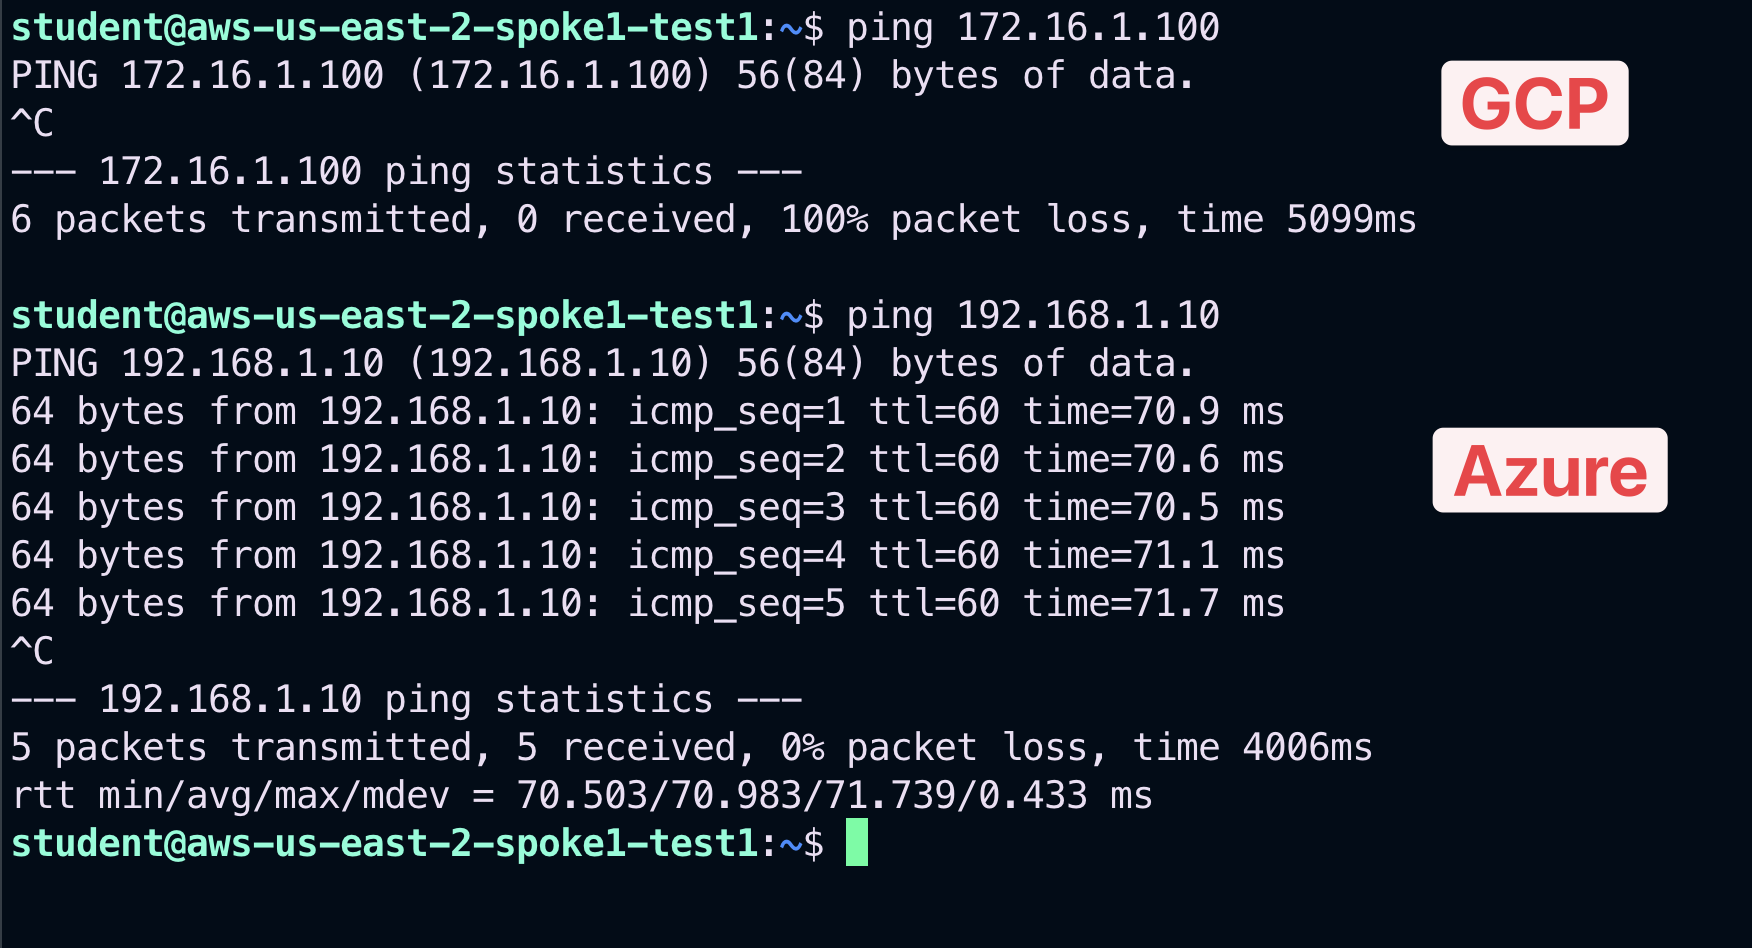 student@aws-us-east-2-spoke1-test1:~$ ping 172.16.1.100
PING 172.16.1.100 (172.16.1.100) 56(84) bytes of data.
GCP
^C
--- 172.16.1.100 ping statistics ---
6 packets transmitted, 0 received, 100% packet loss, time 5099ms
student@aws-us-east-2-spoke1-test1:~$ ping 192.168.1.10
PING 192.168.1.10 (192.168.1.10) 56(84) bytes of data.
64 bytes from 192.168.1.10: icmp_seq=1 ttl=60 time=70.9 ms
64 bytes from 192.168.1.10: icmp_seq=2 ttl=60 time=70.6 ms
Azure
64 bytes from 192.168.1.10: icmp_seq=3 ttl=60 time=70.5 ms
64 bytes from 192.168.1.10: icmp_seq=4 ttl=60 time=71.1 ms
64 bytes from 192.168.1.10: icmp_seq=5 ttl=60 time=71.7 ms
^C
--- 192.168.1.10 ping statistics ---
5 packets transmitted, 5 received, 0% packet loss, time 4006ms
rtt min/avg/max/mdev = 70.503/70.983/71.739/0.433 ms
student@aws-us-east-2-spoke1-test1:~$